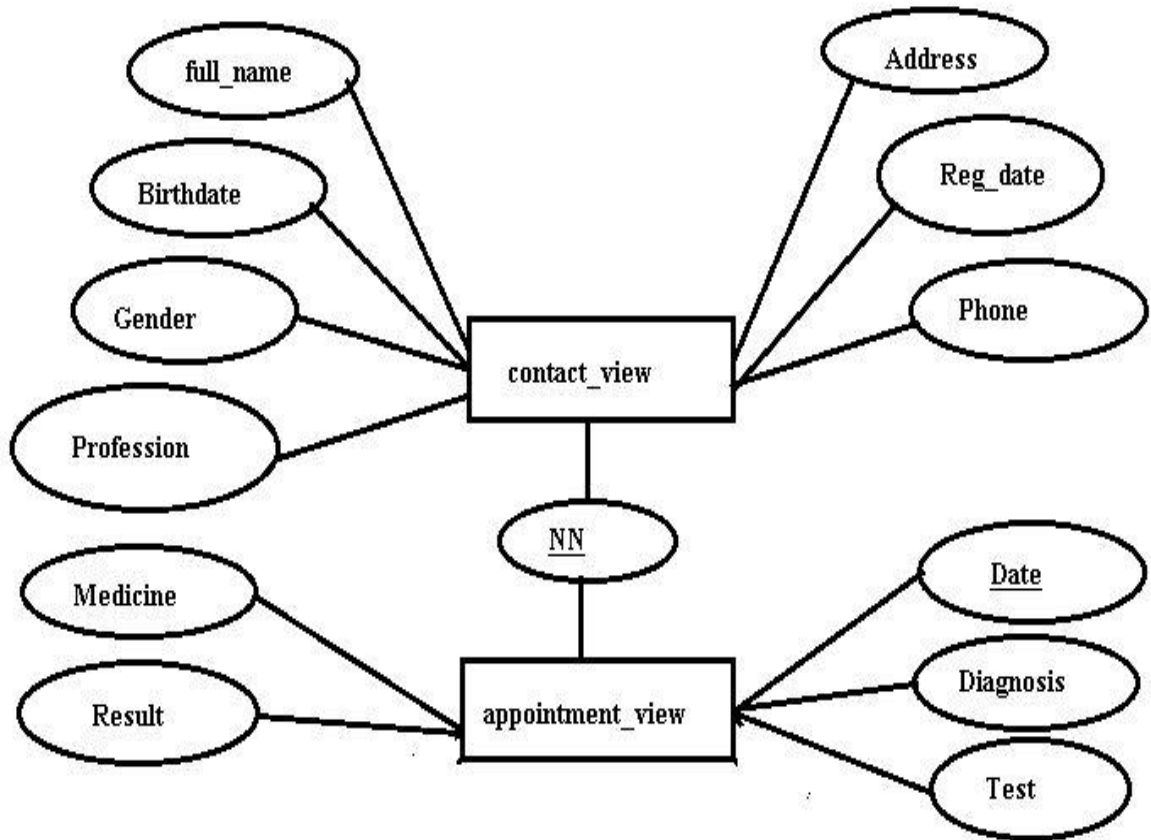 full_name
Address
Birthdate
Reg_date
Gender
Phone
contact_view
Profession
NN
Medicine
Date
Result
appointment_view
Diagnosis
Test